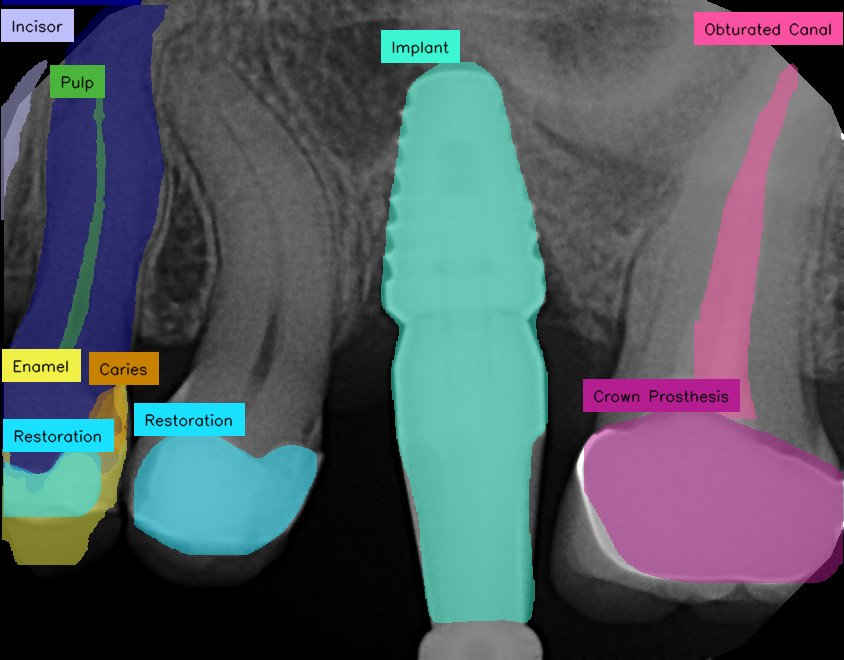 Incisor
Implant
Obturated Canal
Pulp
Enamel
Caries
Crown Prosthesis
Restoration
Restoration